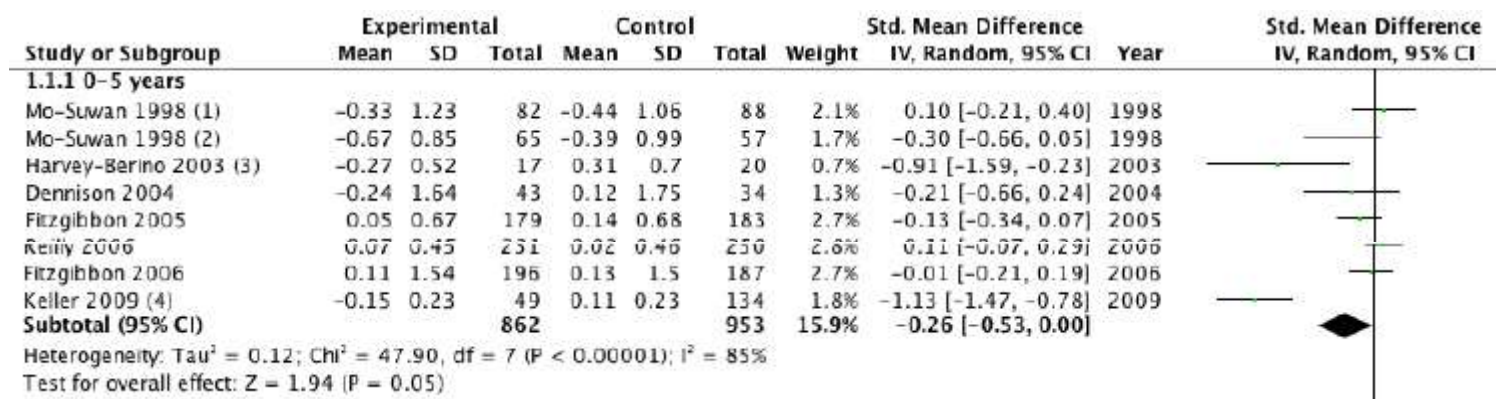 Experimental Control Std. Mean Difference Std. Mean Difference
Study or Subgroup Mean SD Total Mean SD Total Weight IV, Random, 95% CI Year IV, Random, 95% CI
1.1.1 0–5 years
Mo-Suwan 1998 (1) −0.33 1.23 82 −0.44 1.06 88 2.1% 0.10 [−0.21, 0.40] 1998
Mo-Suwan 1998 (2) −0.67 0.85 65 −0.39 0.99 57 1.7% −0.30 [−0.66, 0.05] 1998
Harvey-Berino 2003 (3) −0.27 0.52 17 0.31 0.7 20 0.7% −0.91 [−1.59, −0.23] 2003
Dennison 2004 −0.24 1.64 43 0.12 1.75 34 1.3% −0.21 [−0.66, 0.24] 2004
Fitzgibbon 2005 0.05 0.67 179 0.14 0.68 183 2.7% −0.13 [−0.34, 0.07] 2005
Reilly 2006 0.07 0.45 231 0.02 0.46 250 2.8% 0.11 [−0.07, 0.29] 2006
Fitzgibbon 2006 0.11 1.54 196 0.13 1.5 187 2.7% −0.01 [−0.21, 0.19] 2006
Keller 2009 (4) −0.15 0.23 49 0.11 0.23 134 1.8% −1.13 [−1.47, −0.78] 2009
Subtotal (95% CI) 862 953 15.9% −0.26 [−0.53, 0.00]
Heterogeneity: Tau² = 0.12; Chi² = 47.90, df = 7 (P < 0.00001); I² = 85%
Test for overall effect: Z = 1.94 (P = 0.05)